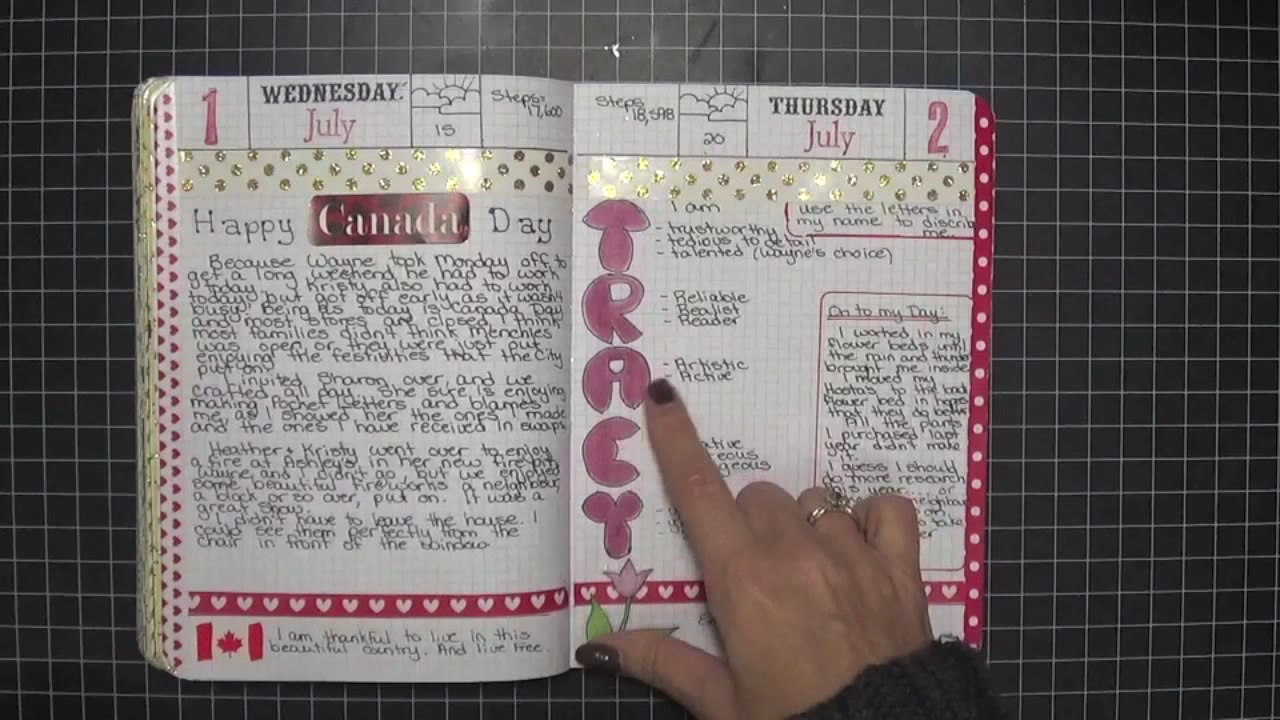 1
WEDNESDAY
July
15
Steps:
17,600
Happy Canada Day
Because Wayne took Monday off to
get a long weekend he had to work
today. Kristy also had to work
today but got off early as it wasn't
busy. Being as today is Canada Day
and most stores are closed, I think
most families didn't think Menchies
was open or they were just out
enjoying the festivities that the City
put on.
I invited Sharon over, and we
crafted all day. She sure is enjoying
making Pocket Letters and blames
me as I showed her the ones I made
and the ones I have received in swaps
Heather & Kristy went over to enjoy
a fire at Ashley's in her new firepit
Wayne and I didn't go but we enjoyed
some beautiful fireworks a neighbour,
a block or so over, put on. It was a
great show.
I didn't have to leave the house. I
could see them perfectly from the
chair in front of the window
I am thankful to live in this
beautiful country. And live free.
Steps
18,598
20
THURSDAY
July
2
use the letters in
my name to discribe
me.
I am
TRACY
- trustworthy
- tedious to detail
- talented (Wayne's choice)
- Reliable
- Realist
- Reader
- Artistic
- Active
On to my Day:
I worked in my
flower beds until
the rain and thunder
brought me inside
I moved my
Hostas to the back
flower bed in hopes
that they do better
All the plants
I purchased last
year didn't make
it.
I guess I should
do more research
year.... or